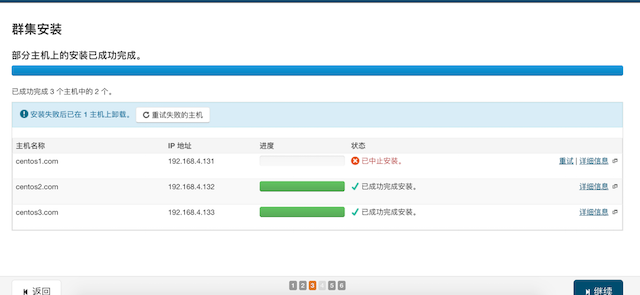 群集安装
部分主机上的安装已成功完成。
已成功完成 3 个主机中的 2 个。
安装失败后已在 1 主机上卸载。 重试失败的主机
主机名称 IP 地址 进度 状态
centos1.com 192.168.4.131 已中止安装。 重试 | 详细信息
centos2.com 192.168.4.132 已成功完成安装。 详细信息
centos3.com 192.168.4.133 已成功完成安装。 详细信息
返回 1 2 3 4 5 6 继续